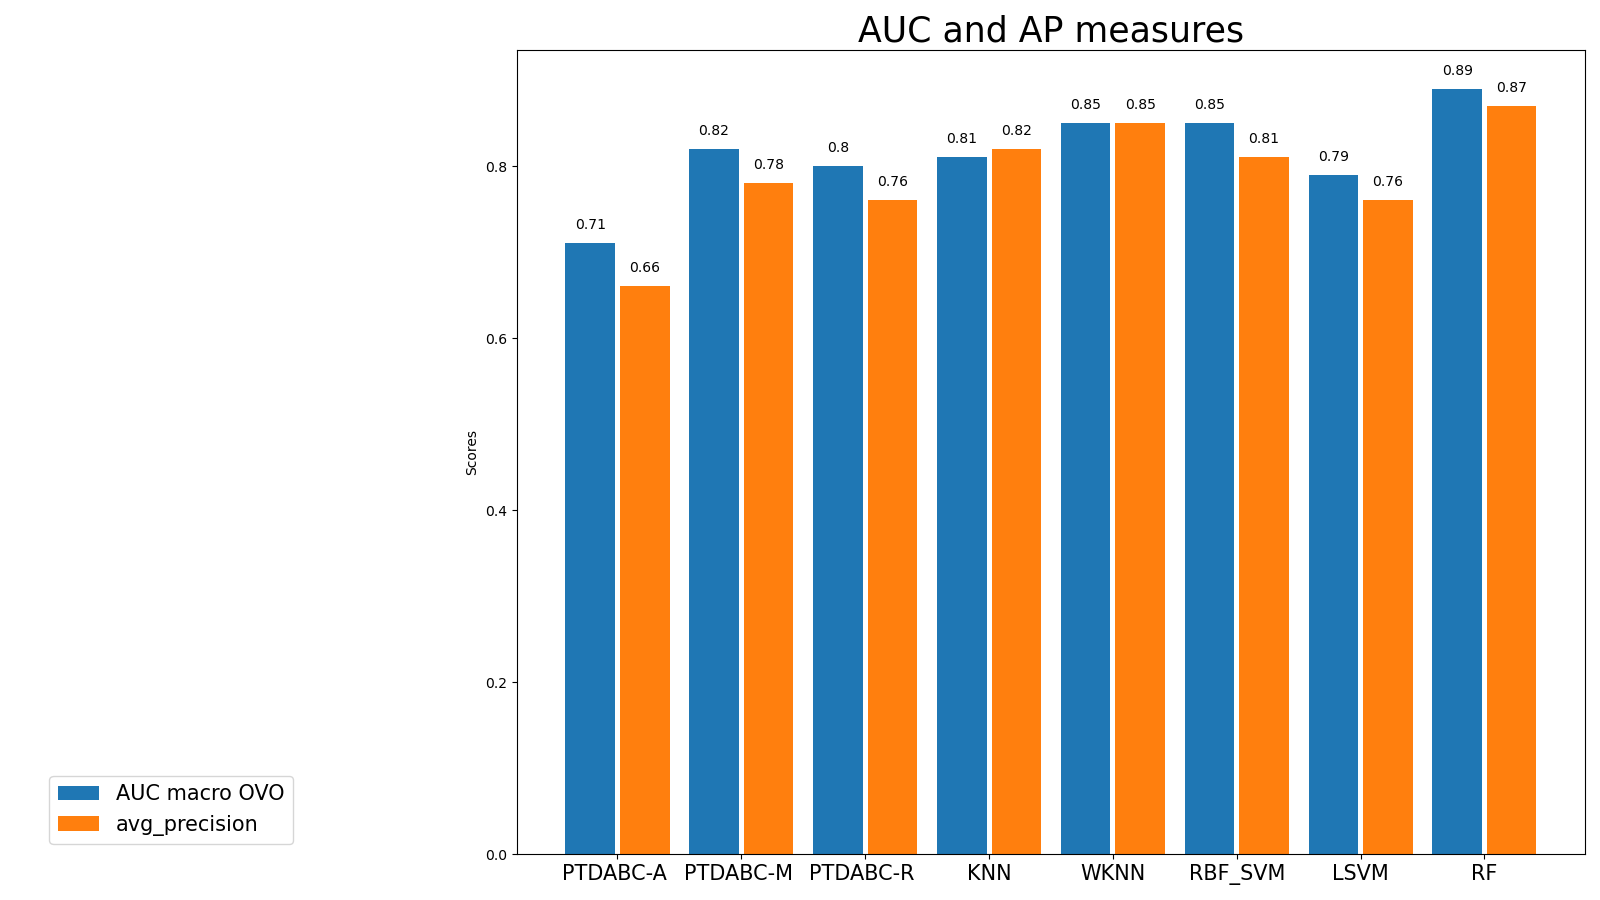 AUC and AP measures
0.89
0.87
0.85 0.85 0.85
0.82 0.81 0.82 0.81
0.8
0.8
0.79
0.78
0.76 0.76
0.71
0.66
0.6
Scores
0.4
0.2
AUC macro OVO
avg_precision
0.0
PTDABC-A PTDABC-M PTDABC-R KNN WKNN RBF_SVM LSVM RF